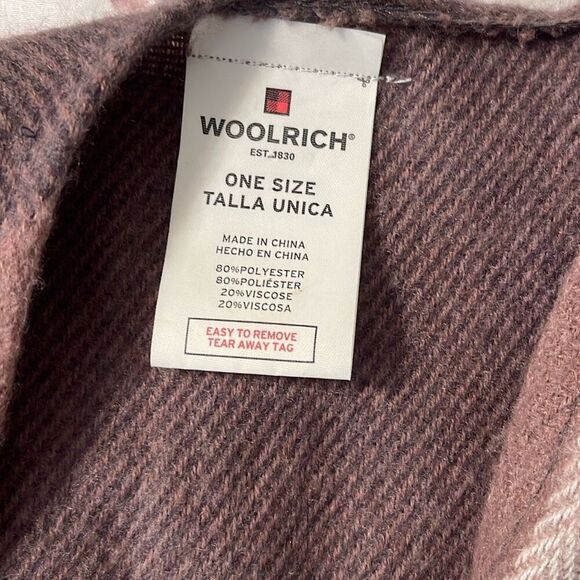 WOOLRICH®
EST. 1830
ONE SIZE
TALLA UNICA
MADE IN CHINA
HECHO EN CHINA
80%POLYESTER
80%POLIÉSTER
20%VISCOSE
20%VISCOSA
EASY TO REMOVE
TEAR AWAY TAG